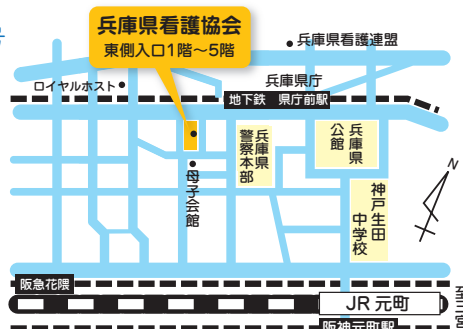 兵庫県看護協会
東側入口1階〜5階
兵庫県看護連盟
ロイヤルホスト
兵庫県庁
地下鉄 県庁前駅
兵庫県
警察本部
兵庫県
公館
母子会館
神戸生田
中学校
N
阪急花隈
JR 元町
阪神元町駅